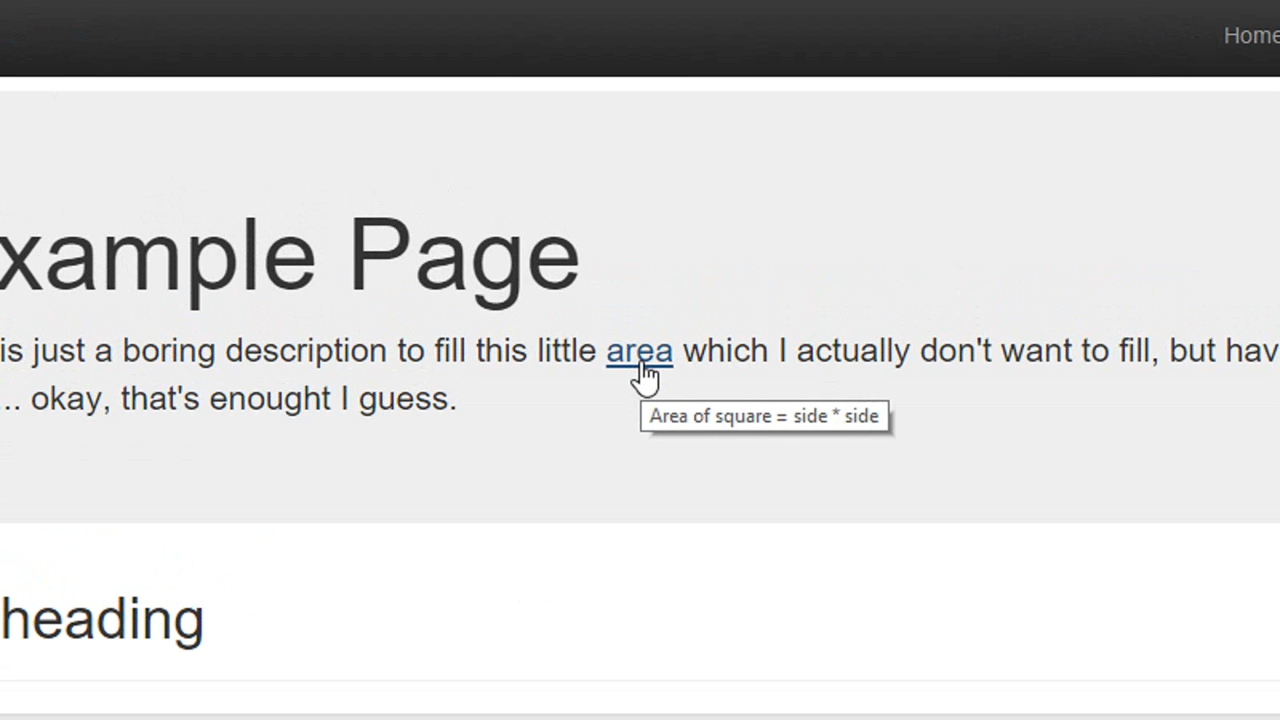 Home
xample Page
is just a boring description to fill this little area which I actually don't want to fill, but hav
... okay, that's enought I guess.
Area of square = side * side
heading